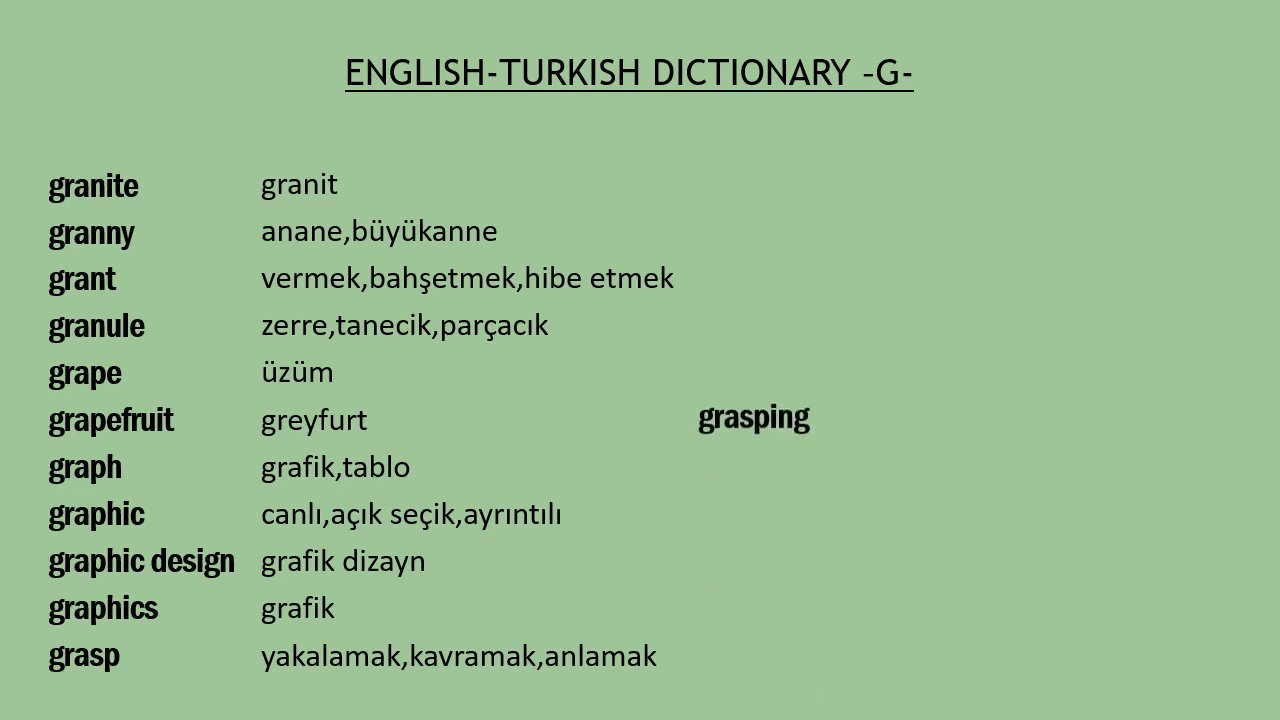 ENGLISH-TURKISH DICTIONARY –G-
granite granit
granny anane,büyükanne
grant vermek,bahşetmek,hibe etmek
granule zerre,tanecik,parçacık
grape üzüm
grapefruit greyfurt
grasping
graph grafik,tablo
graphic canlı,açık seçik,ayrıntılı
graphic design grafik dizayn
graphics grafik
grasp yakalamak,kavramak,anlamak